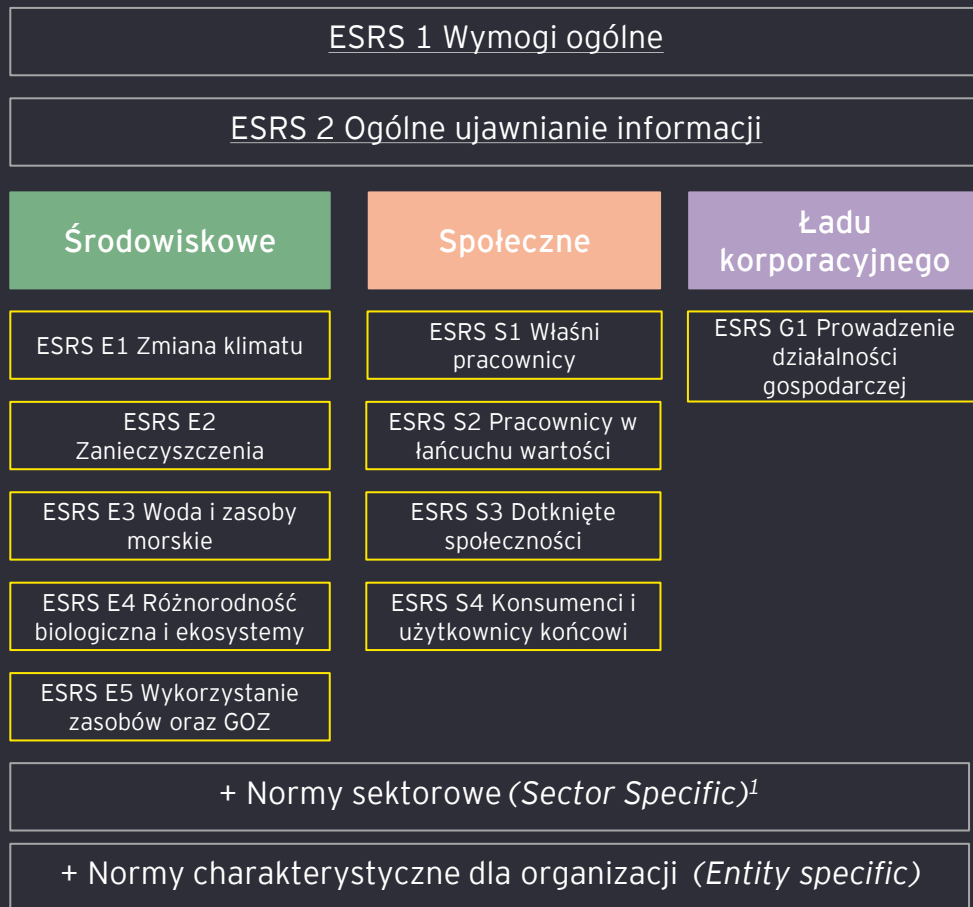 ESRS 1 Wymogi ogólne
ESRS 2 Ogólne ujawnianie informacji
Środowiskowe
ESRS E1 Zmiana klimatu
ESRS E2
Zanieczyszczenia
ESRS E3 Woda i zasoby
morskie
ESRS E4 Różnorodność
biologiczna i ekosystemy
ESRS E5 Wykorzystanie
zasobów oraz GOZ
Społeczne
ESRS S1 Właśni
pracownicy
ESRS S2 Pracownicy w
łańcuchu wartości
ESRS S3 Dotknięte
społeczności
ESRS S4 Konsumenci i
użytkownicy końcowi
Ładu
korporacyjnego
ESRS G1 Prowadzenie
działalności
gospodarczej
+ Normy sektorowe (Sector Specific)¹
+ Normy charakterystyczne dla organizacji (Entity specific)